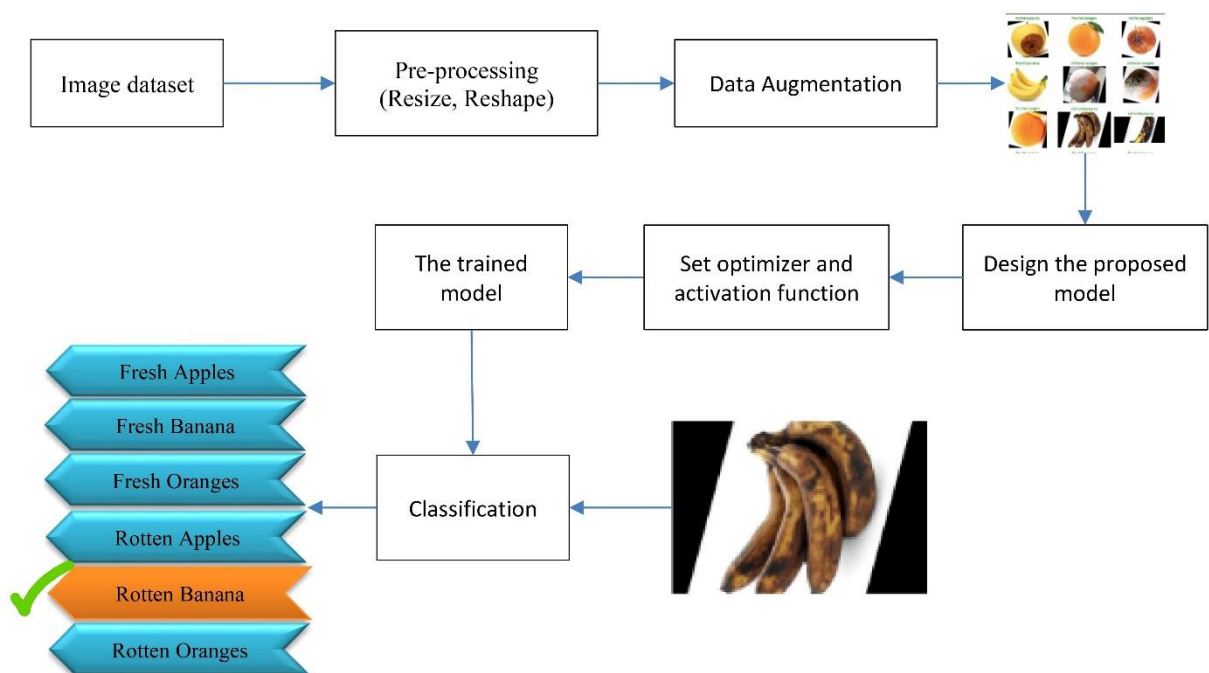 Image dataset
Pre-processing
(Resize, Reshape)
Data Augmentation
The trained
model
Set optimizer and
activation function
Design the proposed
model
Fresh Apples
Fresh Banana
Fresh Oranges
Rotten Apples
Rotten Banana
Rotten Oranges
Classification